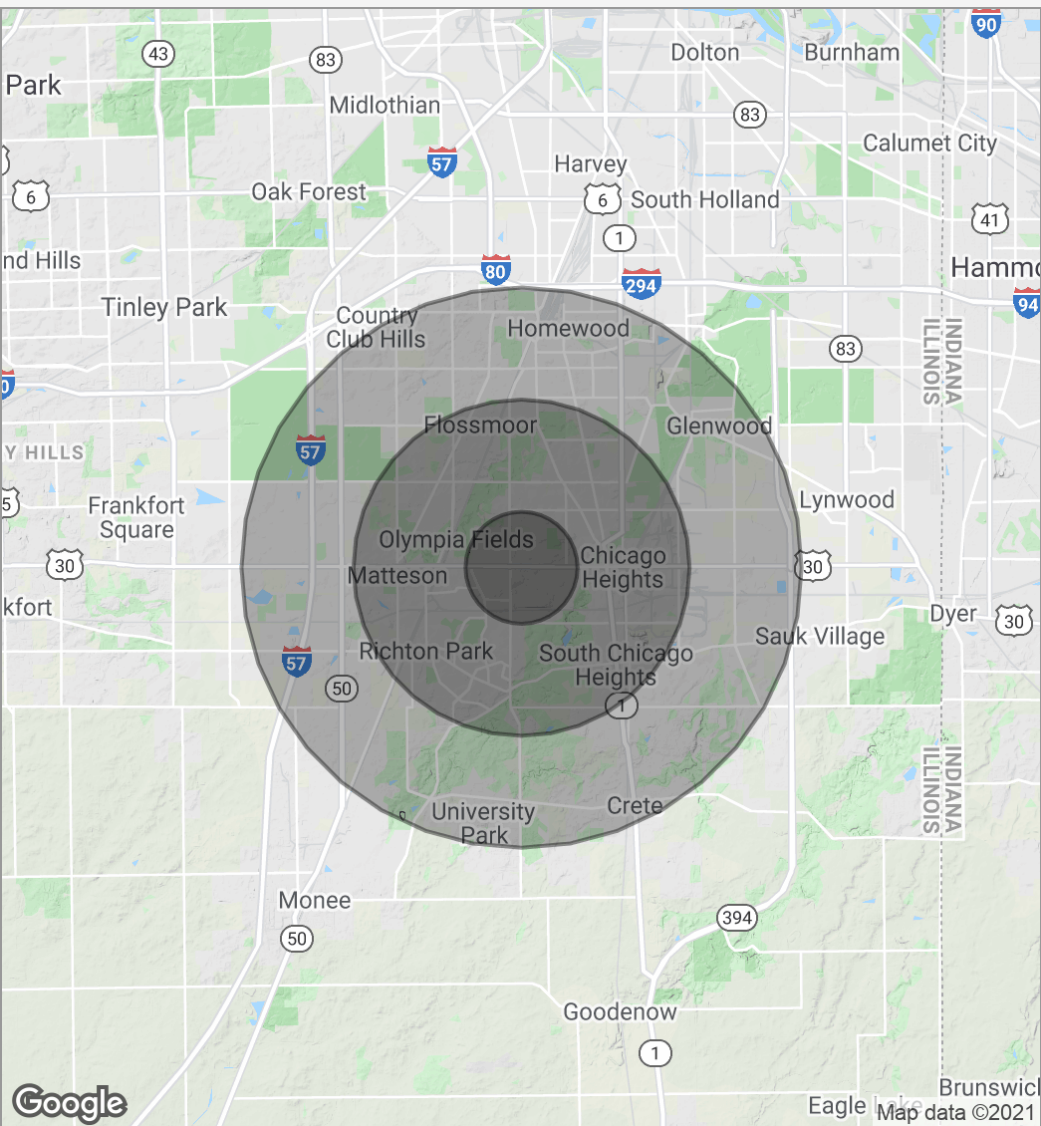 90
43
83
Dolton
Burnham
Park
Midlothian
83
Calumet City
57
Harvey
6
Oak Forest
6
South Holland
41
1
nd Hills
80
Hammo
294
94
Tinley Park
Country
Club Hills
Homewood
83
INDIANA
ILLINOIS
0
Flossmoor
Glenwood
57
Y HILLS
Frankfort
Square
5
Lynwood
Olympia Fields
30
Chicago
Heights
30
Matteson
kfort
Dyer
30
Sauk Village
Richton Park
South Chicago
Heights
57
50
1
INDIANA
ILLINOIS
University
Park
Crete
Monee
50
394
Goodenow
1
Brunswicl
Google
Eagle Lake
Map data ©2021